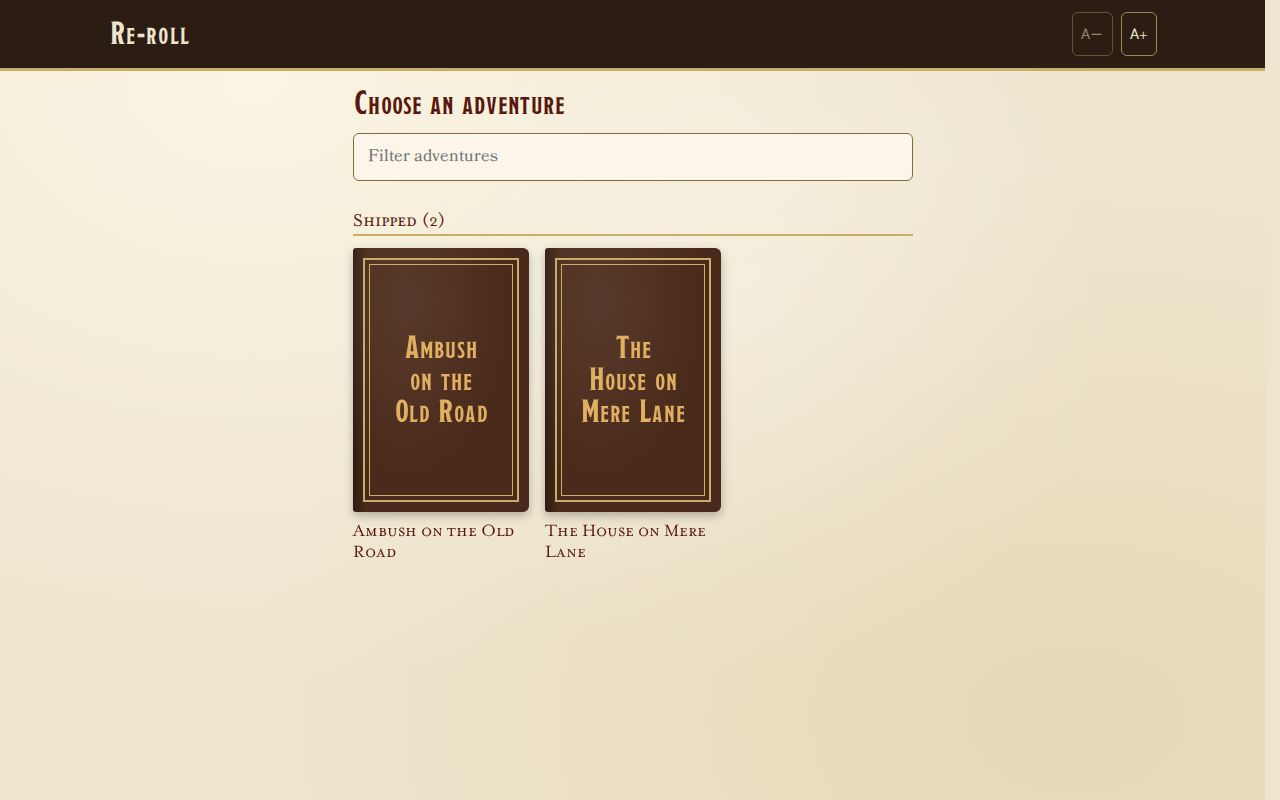 Re-roll
A−
A+
Choose an adventure
Filter adventures
Shipped (2)
Ambush
on the
Old Road
The
House on
Mere Lane
Ambush on the Old
Road
The House on Mere
Lane